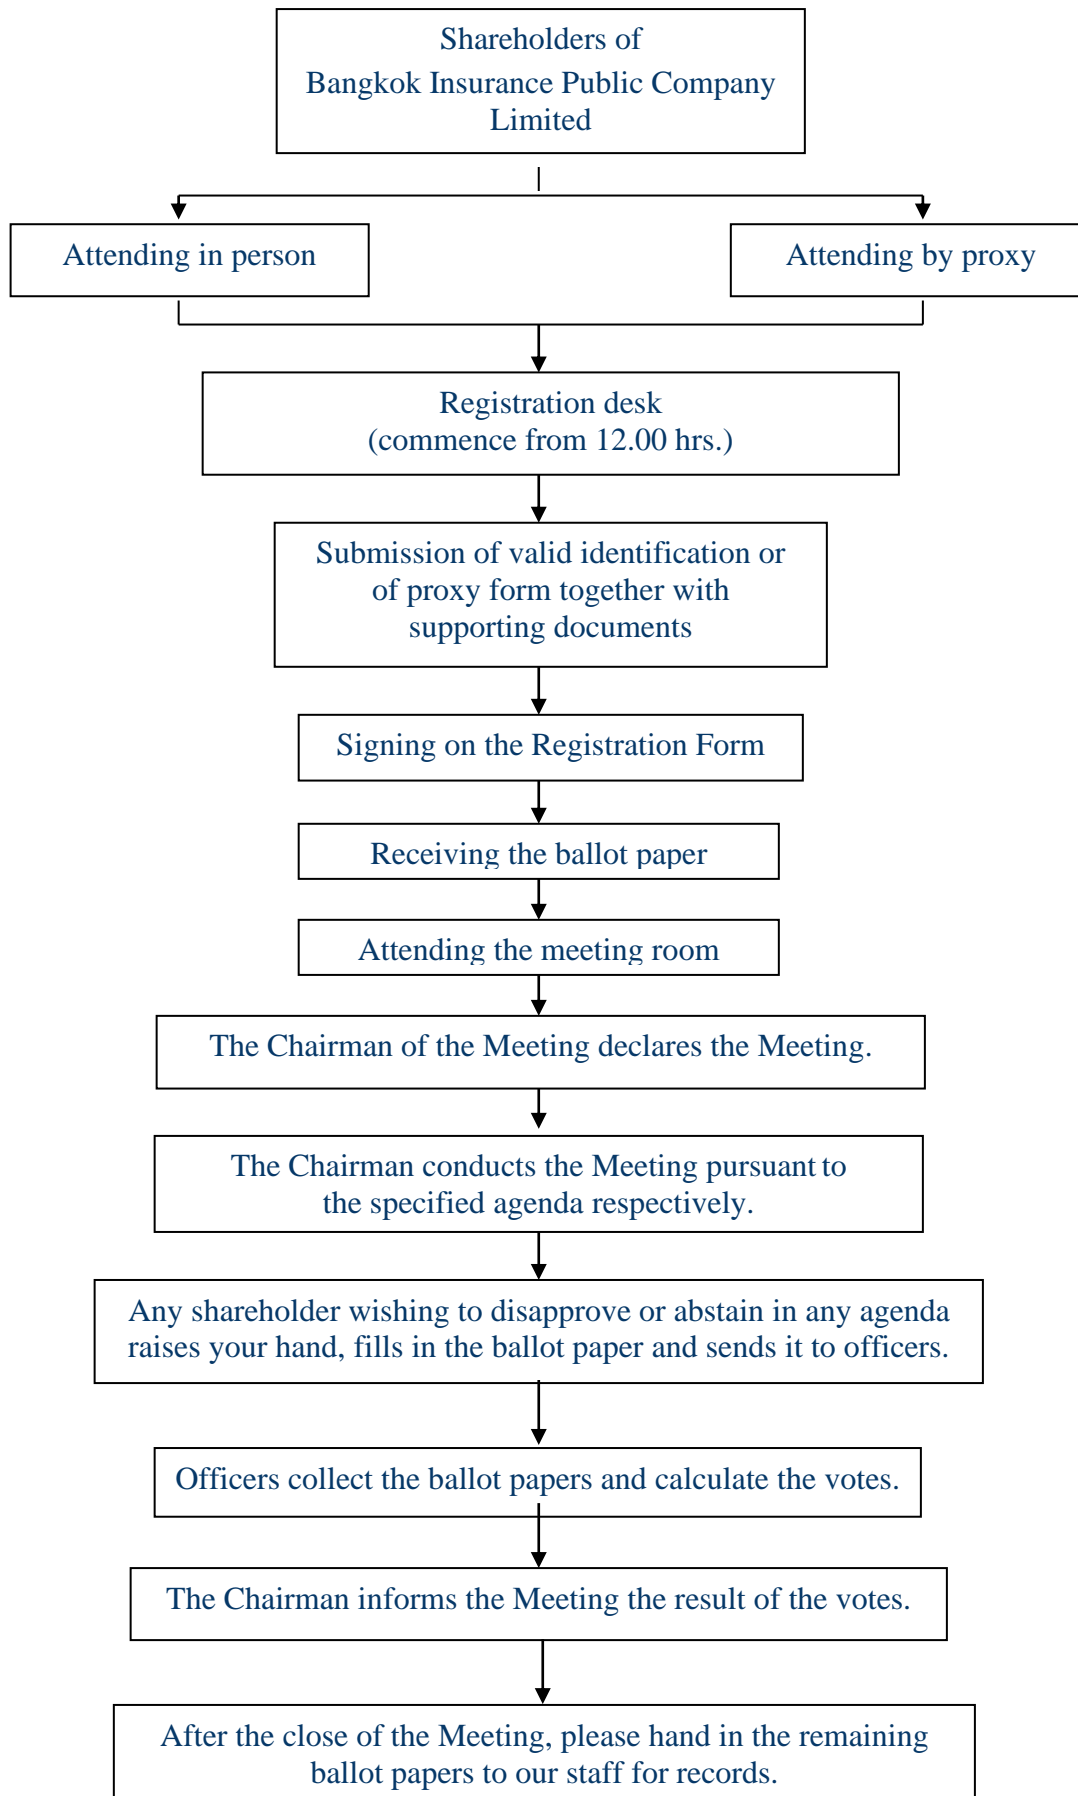 Shareholders of
Bangkok Insurance Public Company
Limited
Attending in person
Attending by proxy
Registration desk
(commence from 12.00 hrs.)
Submission of valid identification or
of proxy form together with
supporting documents
Signing on the Registration Form
Receiving the ballot paper
Attending the meeting room
The Chairman of the Meeting declares the Meeting.
The Chairman conducts the Meeting pursuant to
the specified agenda respectively.
Any shareholder wishing to disapprove or abstain in any agenda
raises your hand, fills in the ballot paper and sends it to officers.
Officers collect the ballot papers and calculate the votes.
The Chairman informs the Meeting the result of the votes.
After the close of the Meeting, please hand in the remaining
ballot papers to our staff for records.